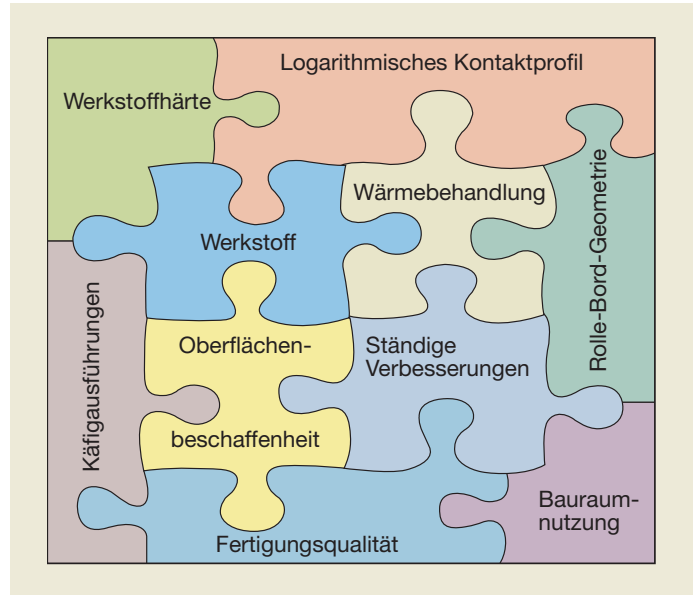 Logarithmisches Kontaktprofil
Werkstoffhärte
Wärmebehandlung
Rolle-Bord-Geometrie
Werkstoff
Käfigausführungen
Oberflächen-
beschaffenheit
Ständige
Verbesserungen
Bauraum-
nutzung
Fertigungsqualität